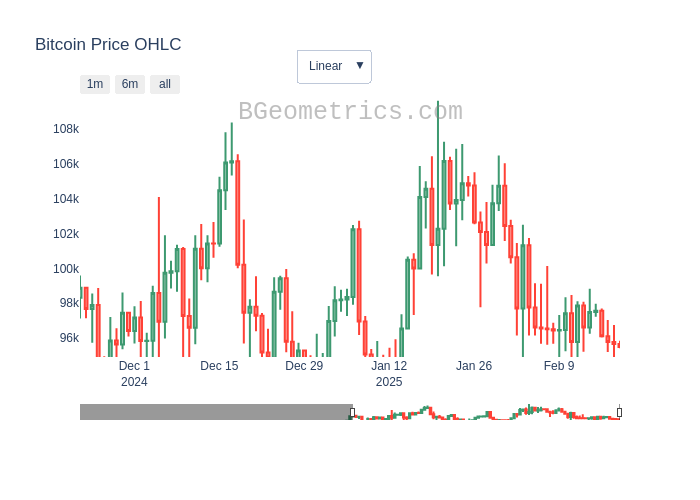 Bitcoin Price OHLC
Linear ▼
1m 6m all
BGeometrics.com
108k
106k
104k
102k
100k
98k
96k
Dec 1 Dec 15 Dec 29 Jan 12 Jan 26 Feb 9
2024 2025